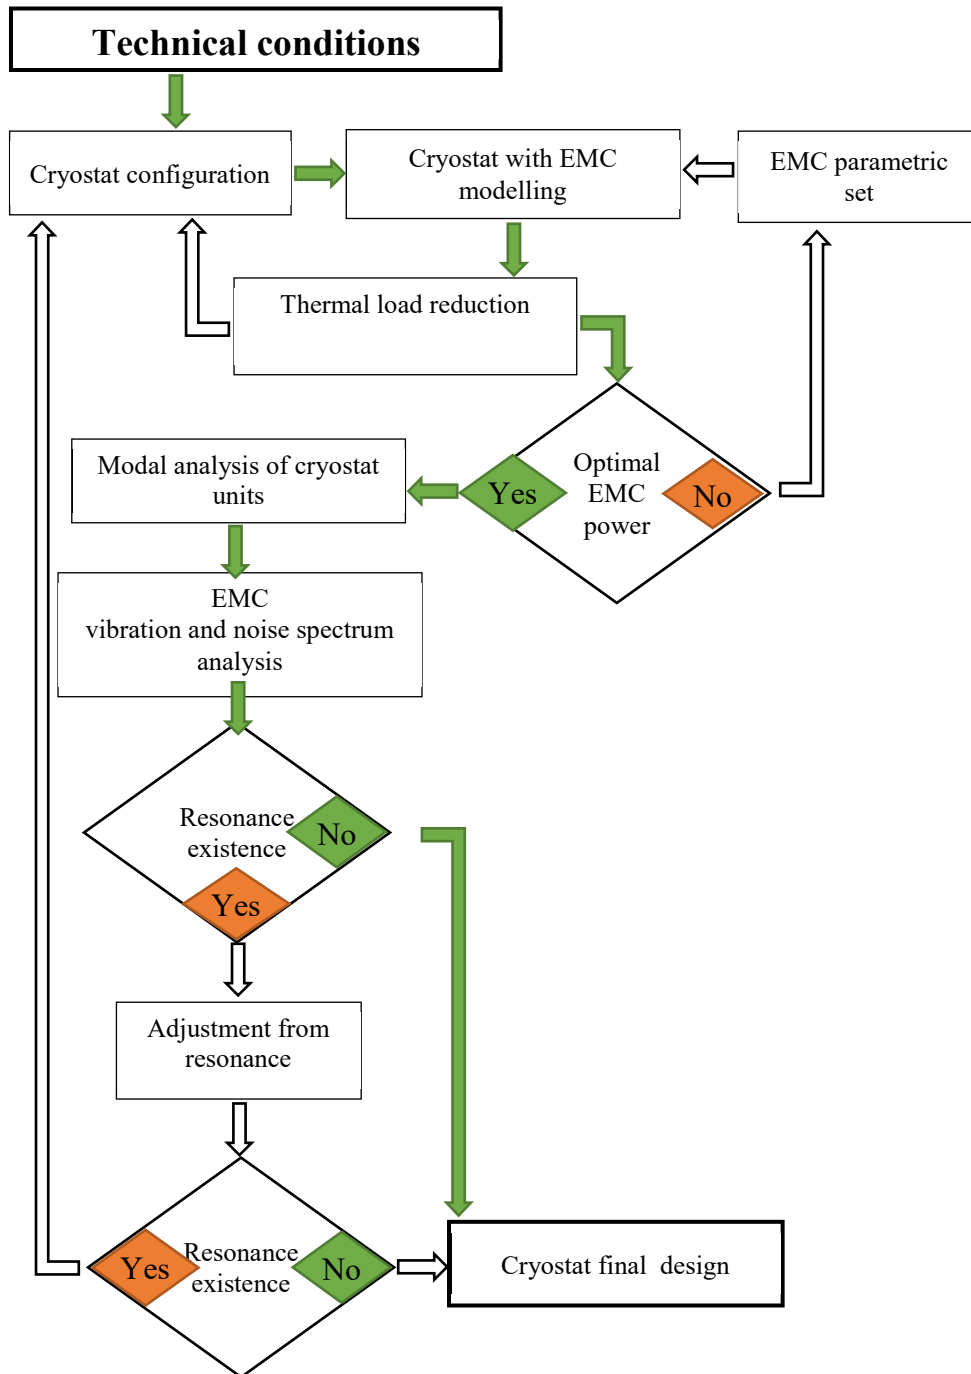 Technical conditions
Cryostat configuration
Cryostat with EMC
modelling
EMC parametric
set
Thermal load reduction
Modal analysis of cryostat
units
Yes
Optimal
EMC
power
No
EMC
vibration and noise spectrum
analysis
Resonance
existence
No
Yes
Adjustment from
resonance
Yes
Resonance
existence
No
Cryostat final  design